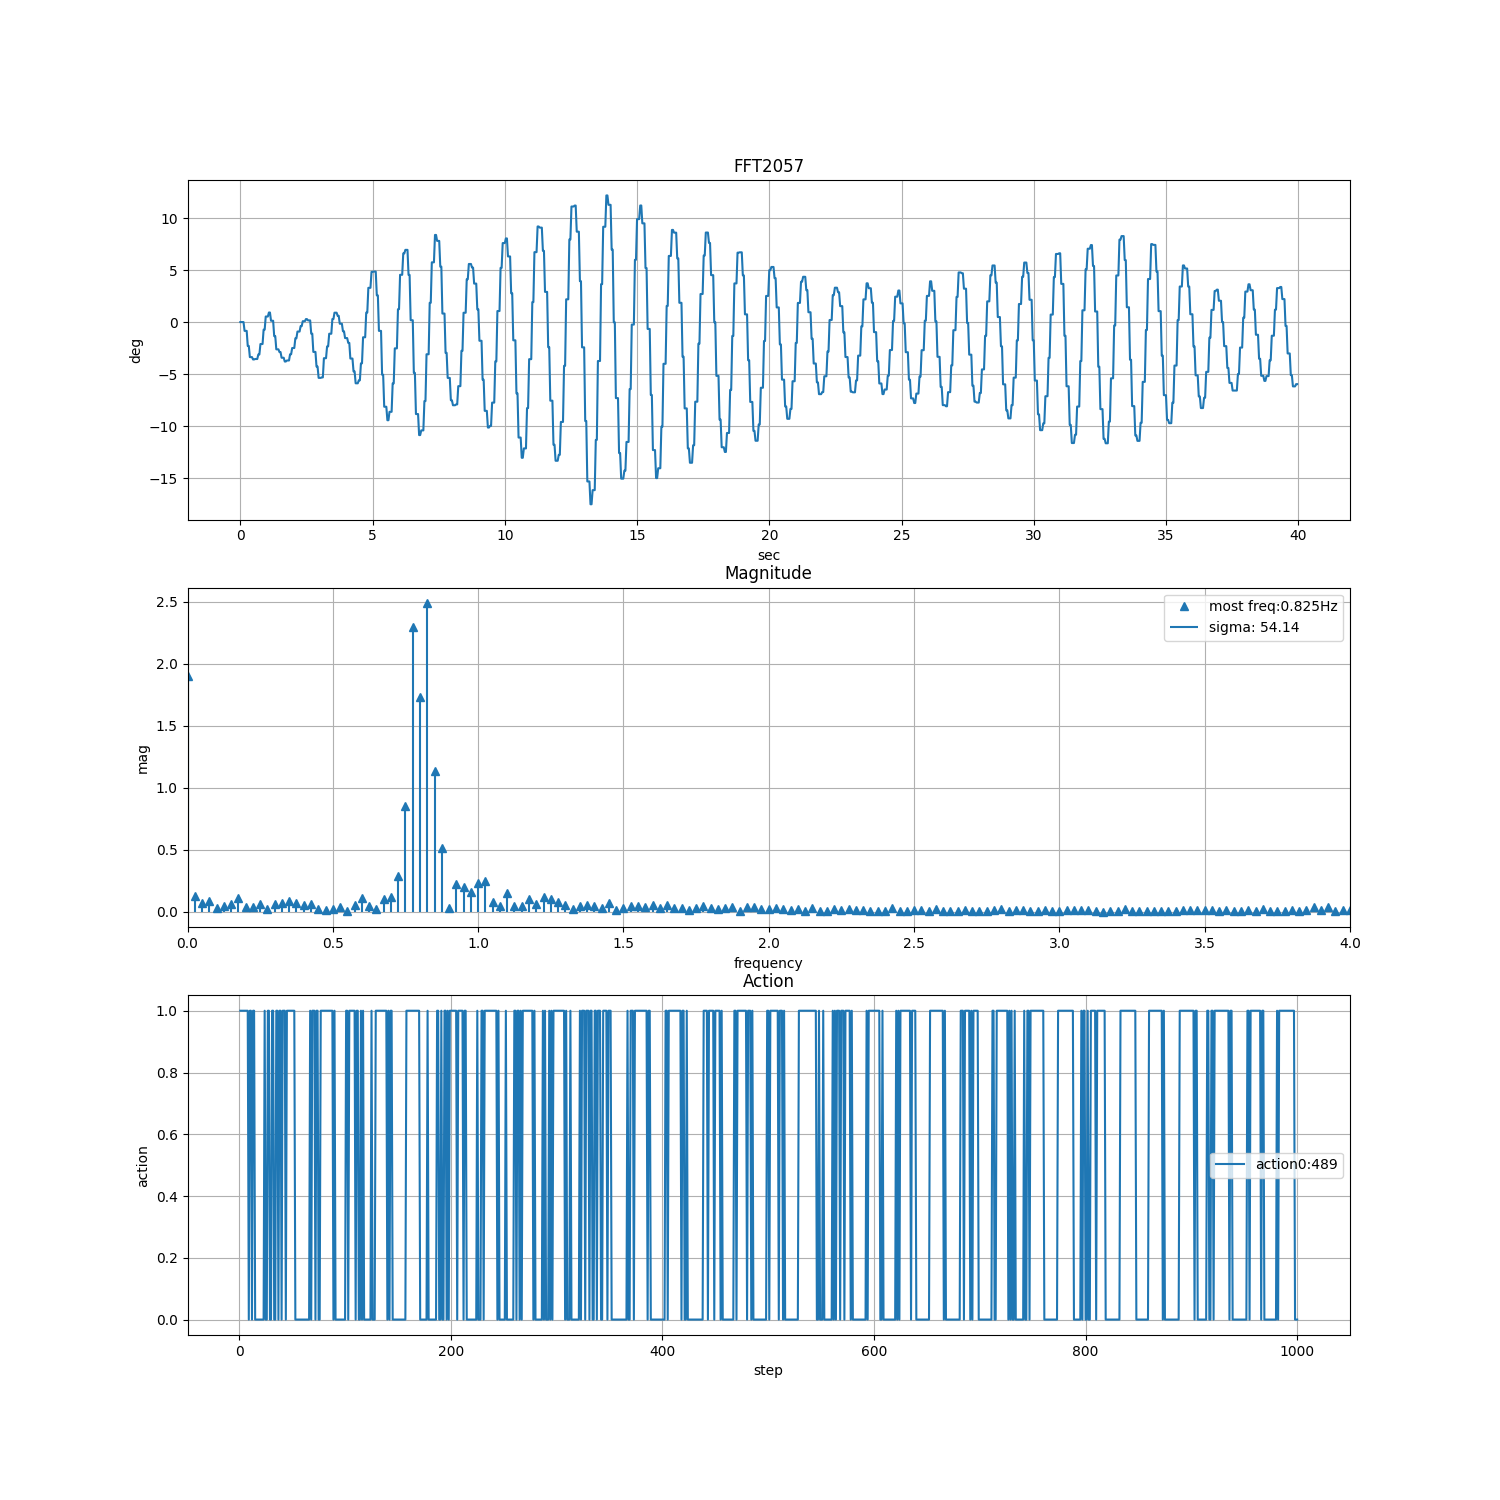 FFT2057
10
5
0
−5
−10
−15
deg
0 5 10 15 20 25 30 35 40
sec
Magnitude
2.5
2.0
1.5
1.0
0.5
0.0
mag
most freq:0.825Hz
sigma: 54.14
0.0 0.5 1.0 1.5 2.0 2.5 3.0 3.5 4.0
frequency
Action
1.0
0.8
0.6
0.4
0.2
0.0
action
action0:489
0 200 400 600 800 1000
step